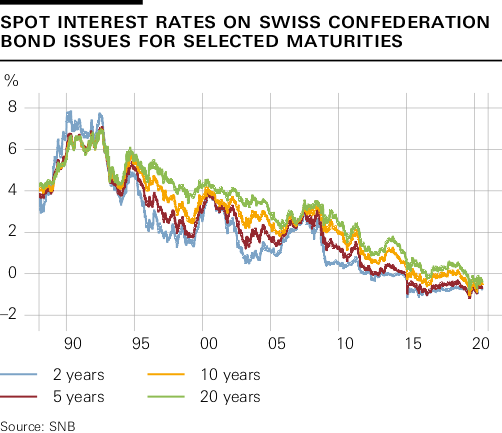 SPOT INTEREST RATES ON SWISS CONFEDERATION
BOND ISSUES FOR SELECTED MATURITIES
%
8
6
4
2
0
–2
90 95 00 05 10 15 20
2 years 10 years
5 years 20 years
Source: SNB